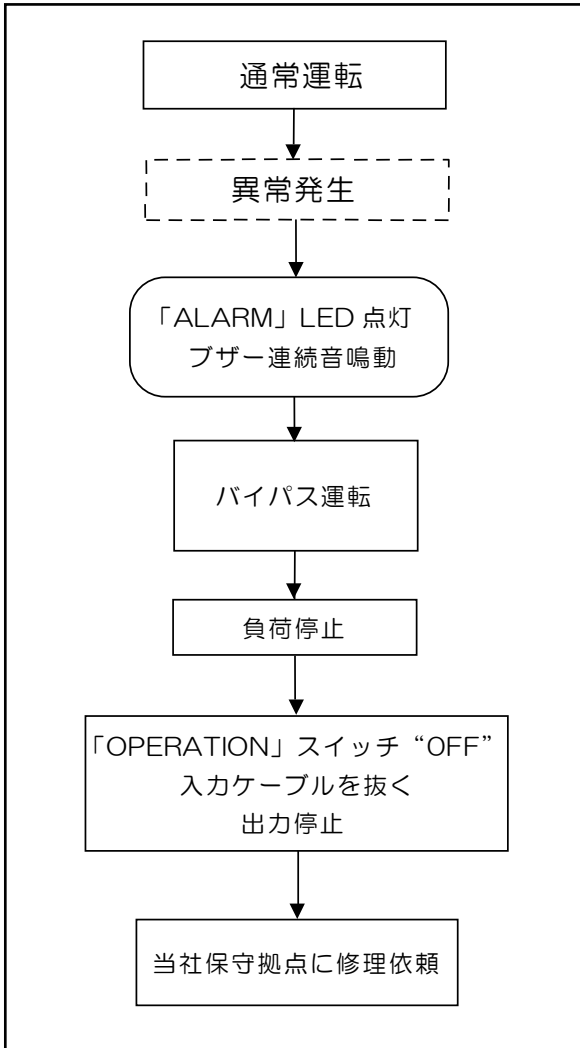 通常運転
異常発生
「ALARM」LED 点灯
ブザー連続音鳴動
バイパス運転
負荷停止
「OPERATION」スイッチ“OFF”
入力ケーブルを抜く
出力停止
当社保守拠点に修理依頼